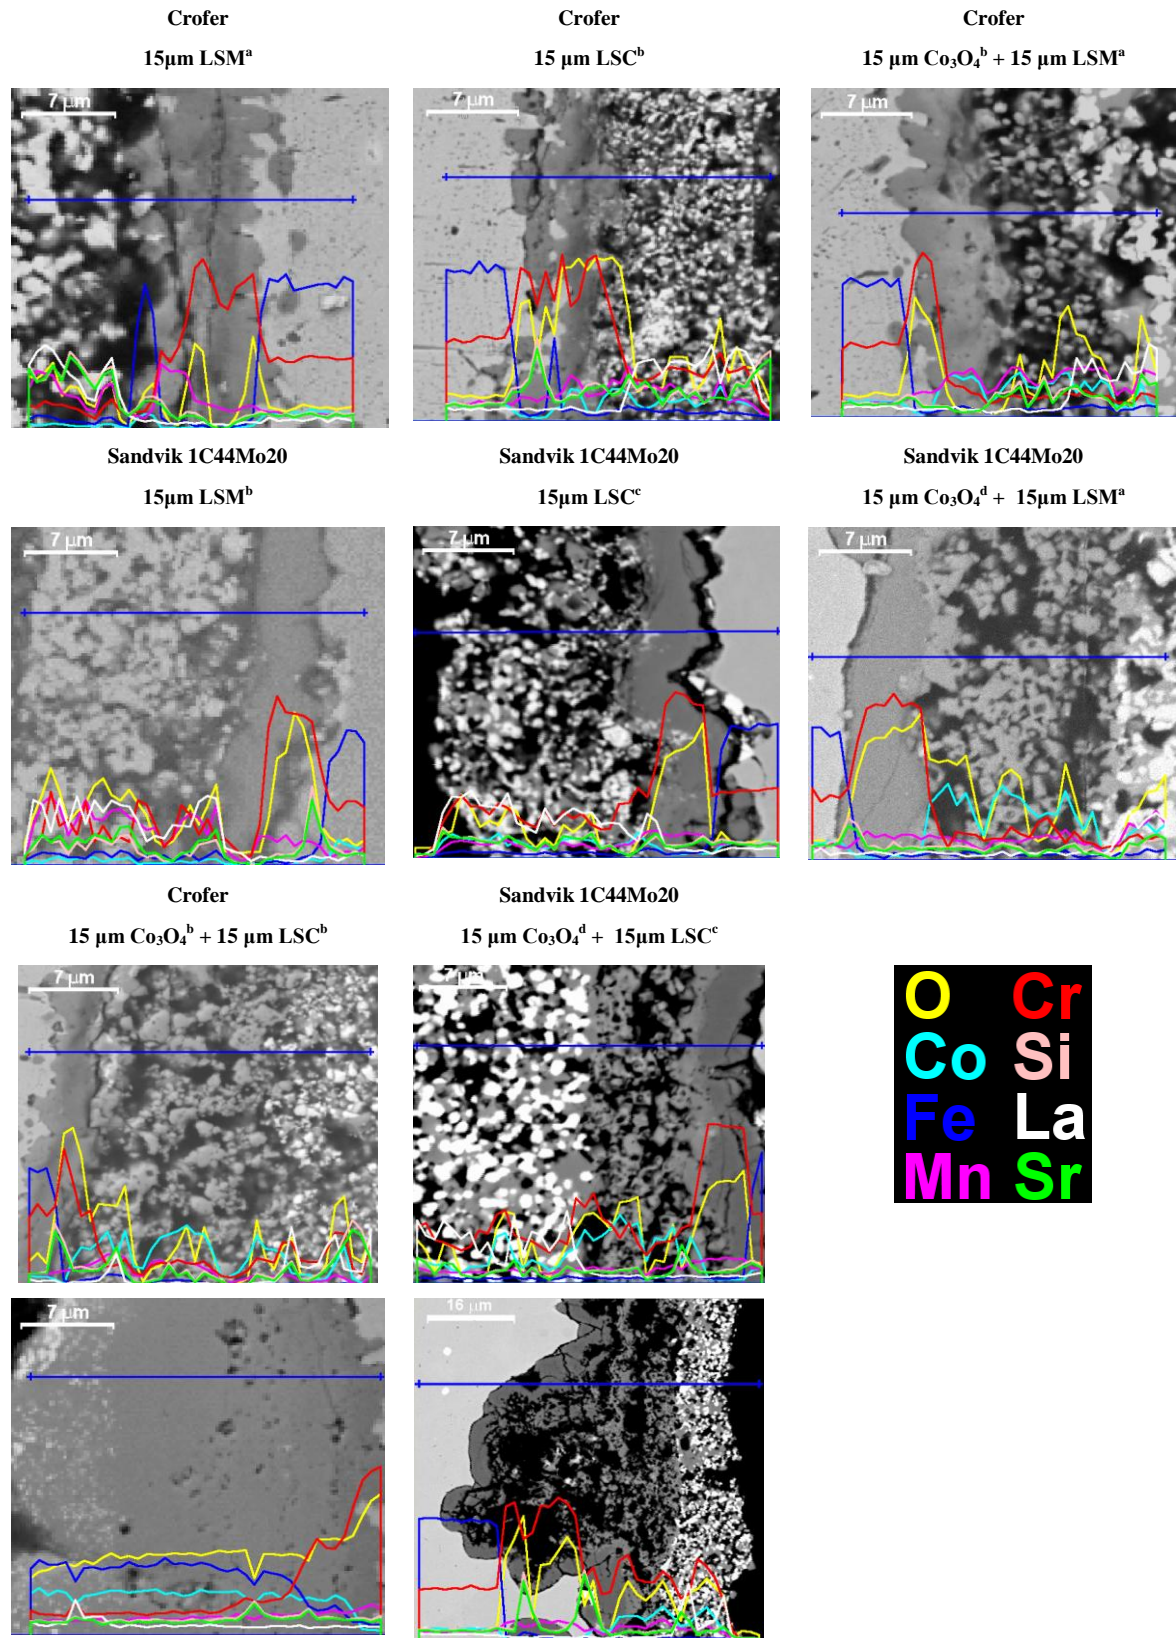 Crofer
15µm LSMᵃ
7 µm
Crofer
15 µm LSCᵇ
7 µm
Crofer
15 µm Co₃O₄ᵇ + 15 µm LSMᵃ
7 µm
Sandvik 1C44Mo20
15µm LSMᵇ
7 µm
Sandvik 1C44Mo20
15µm LSCᶜ
7 µm
Sandvik 1C44Mo20
15 µm Co₃O₄ᵈ + 15µm LSMᵃ
7 µm
Crofer
15 µm Co₃O₄ᵇ + 15 µm LSCᵇ
7 µm
Sandvik 1C44Mo20
15 µm Co₃O₄ᵈ + 15µm LSCᶜ
7 µm
O Cr
Co Si
Fe La
Mn Sr
7 µm
16 µm